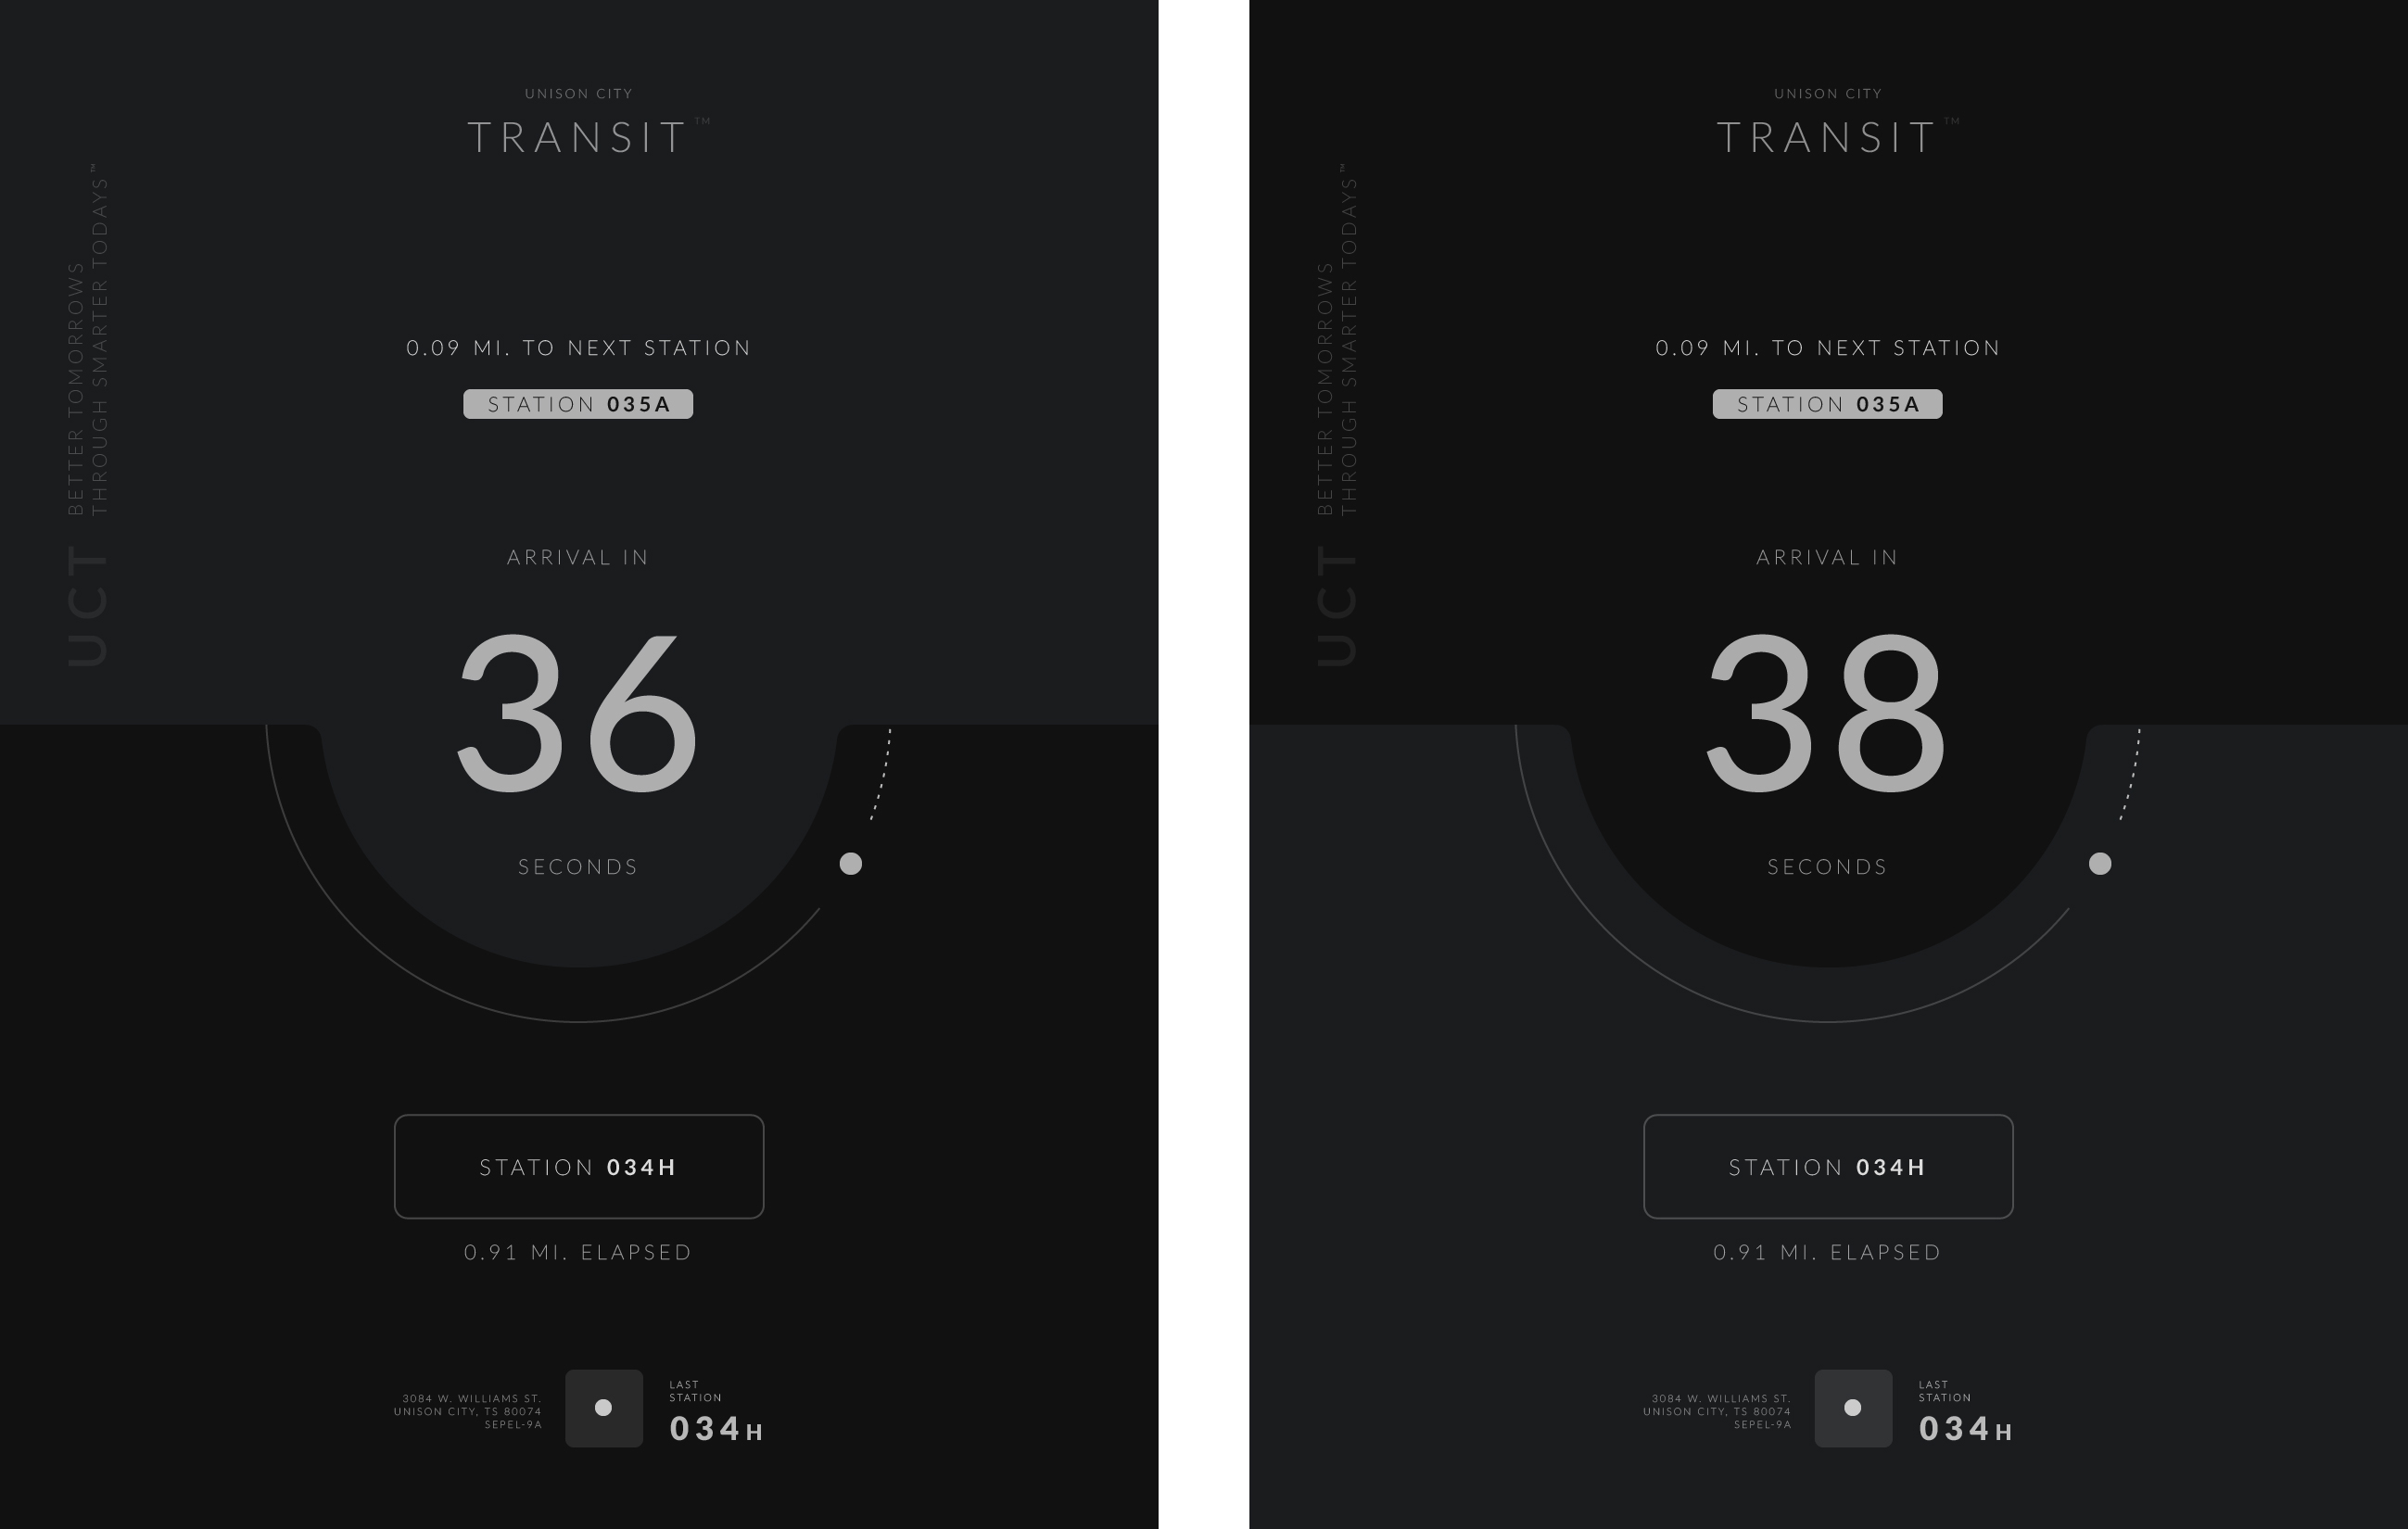 UNISON CITY
TRANSIT™
BETTER TOMORROWS
THROUGH SMARTER TODAYS™
UCT
0.09 MI. TO NEXT STATION
STATION 035A
ARRIVAL IN
36
SECONDS
STATION 034H
0.91 MI. ELAPSED
3084 W. WILLIAMS ST.
UNISON CITY, TS 80074
SEPEL-9A
LAST
STATION
034H
UNISON CITY
TRANSIT™
BETTER TOMORROWS
THROUGH SMARTER TODAYS™
UCT
0.09 MI. TO NEXT STATION
STATION 035A
ARRIVAL IN
38
SECONDS
STATION 034H
0.91 MI. ELAPSED
3084 W. WILLIAMS ST.
UNISON CITY, TS 80074
SEPEL-9A
LAST
STATION
034H